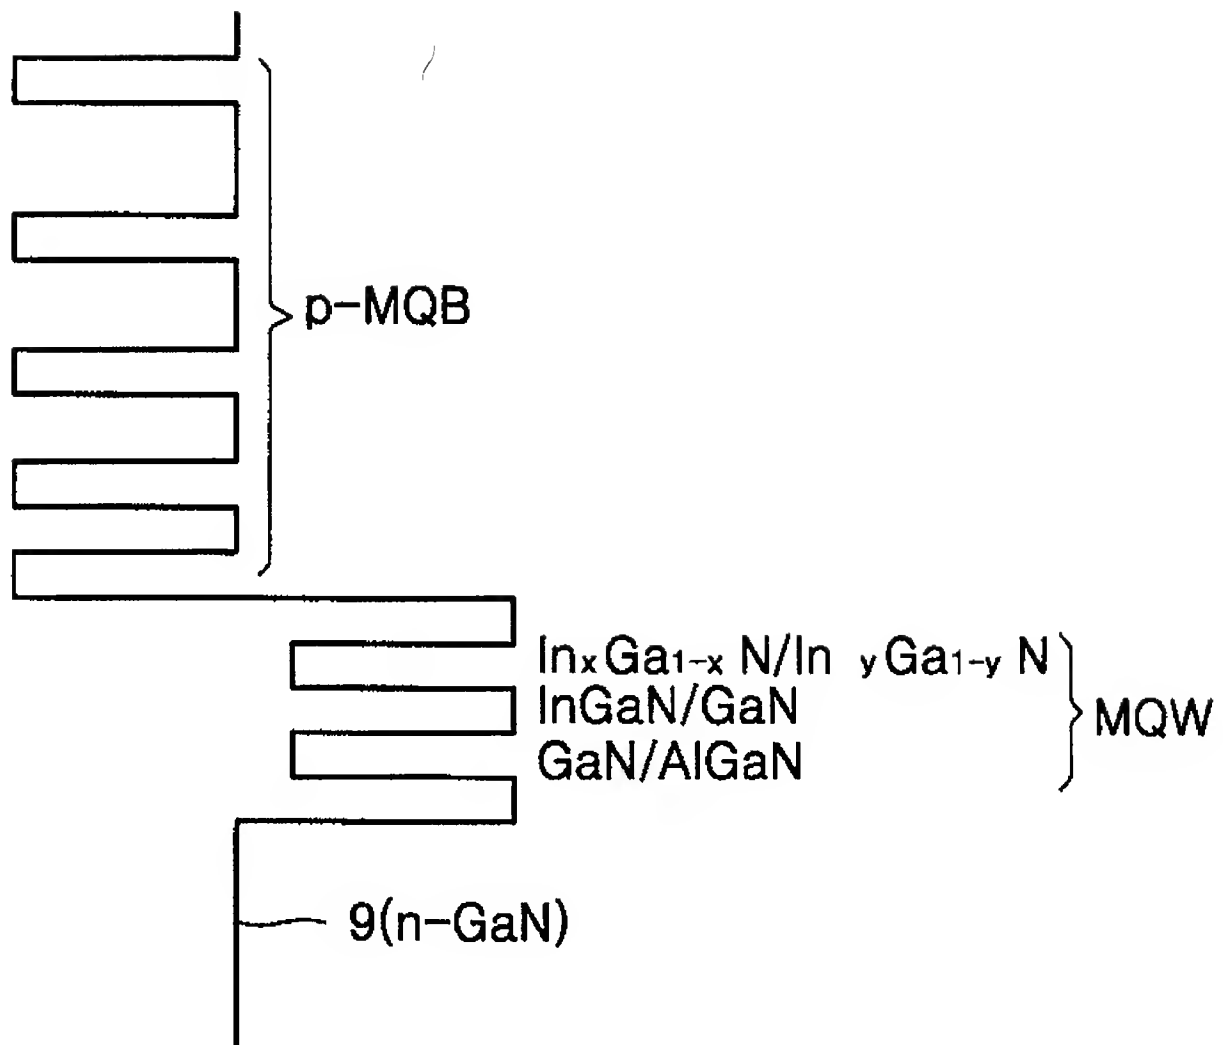 p-MQB
InxGa1-x N/In yGa1-y N
InGaN/GaN
MQW
GaN/AlGaN
9(n-GaN)